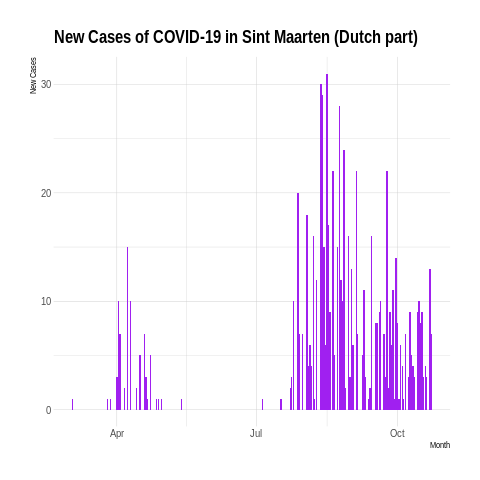 New Cases of COVID-19 in Sint Maarten (Dutch part)
New Cases
30
20
10
0
Apr
Jul
Oct
Month